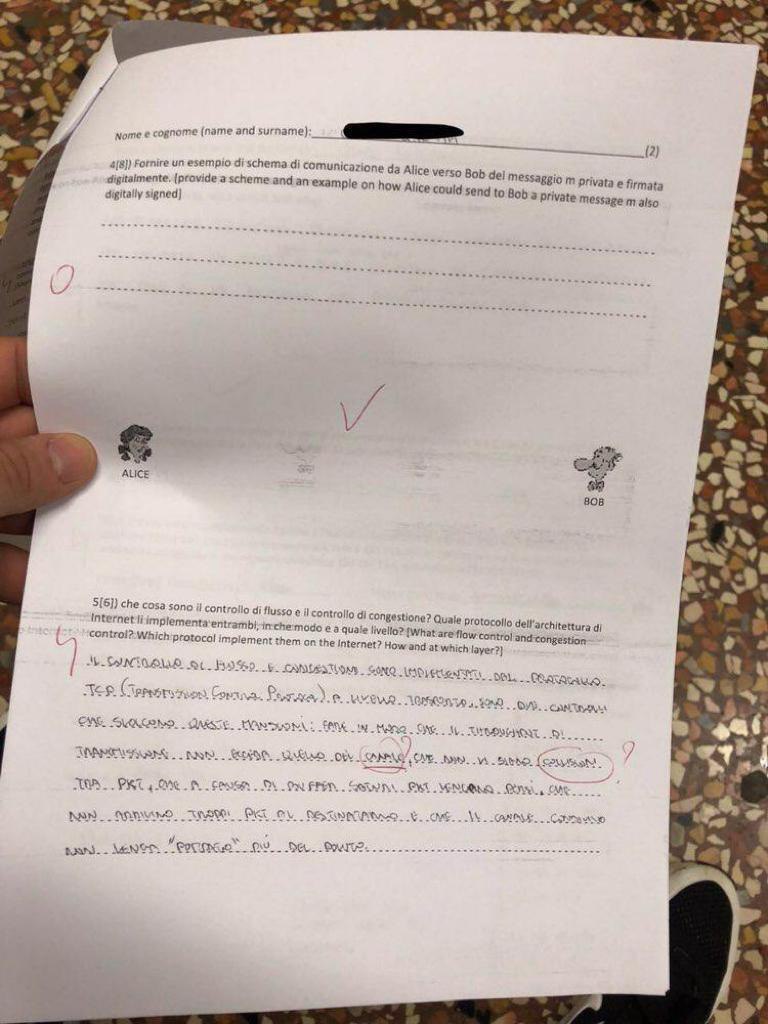 Nome e cognome (name and surname):
(2)
4[8]) Fornire un esempio di schema di comunicazione da Alice verso Bob del messaggio m privata e firmata
digitalmente. [provide a scheme and an example on how Alice could send to Bob a private message m also
digitally signed]
0
ALICE
BOB
5[6]) che cosa sono il controllo di flusso e il controllo di congestione? Quale protocollo dell'architettura di
Internet li implementa entrambi, in che modo e a quale livello? [What are flow control and congestion
control? Which protocol implement them on the Internet? How and at which layer?]
4
IL CONTROLLO DI FLUSSO E CONGESTIONE SONO IMPLEMENTATI DAL PROTOCOLLO
TCP (TRANSMISSION CONTROL PROTOCOL) A LIVELLO TRASPORTO, SONO DUE CONTROLLI
CHE SVOLGONO QUESTE MANSIONI: FARE IN MODO CHE IL THROUGHPUT DI
TRASMISSIONE NON ECCEDA QUELLO DEL CANALE, CHE NON VI SIANO COLLISIONI
? ?
TRA PKT, CHE A CAUSA DI BUFFER SATURI PKT VENGANO PERSI, CHE
NON ARRIVINO TROPPI PKT AL DESTINATARIO E CHE IL CANALE CONDIVISO
NON VENGA "" PIÙ DEL DOVUTO.